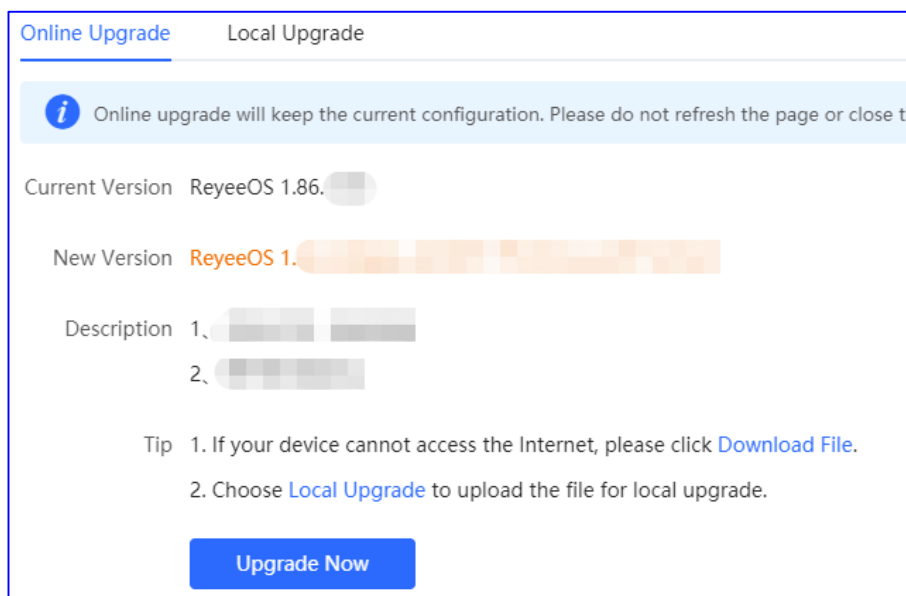 Online Upgrade Local Upgrade
Online upgrade will keep the current configuration. Please do not refresh the page or close
Current Version ReyeeOS 1.86.
New Version ReyeeOS 1.
Description 1、
2、
Tip 1. If your device cannot access the Internet, please click Download File.
2. Choose Local Upgrade to upload the file for local upgrade.
Upgrade Now